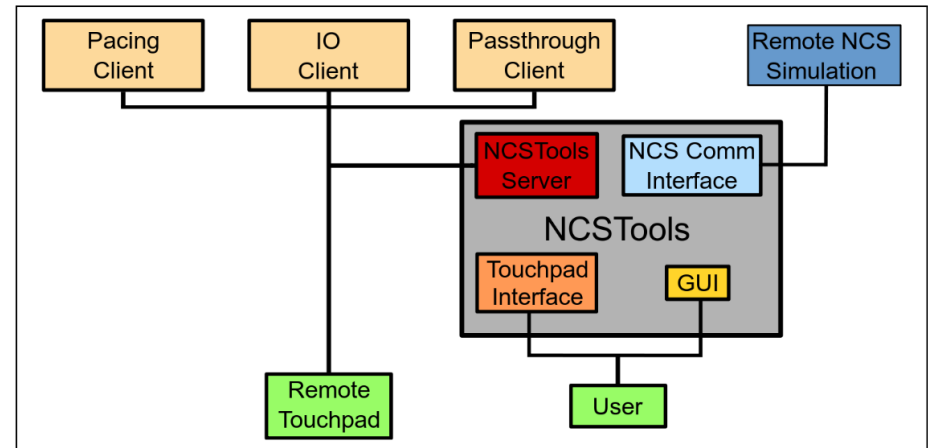 Pacing
Client
IO
Client
Passthrough
Client
Remote NCS
Simulation
NCSTools
Server
NCS Comm
Interface
NCSTools
Touchpad
Interface
GUI
Remote
Touchpad
User